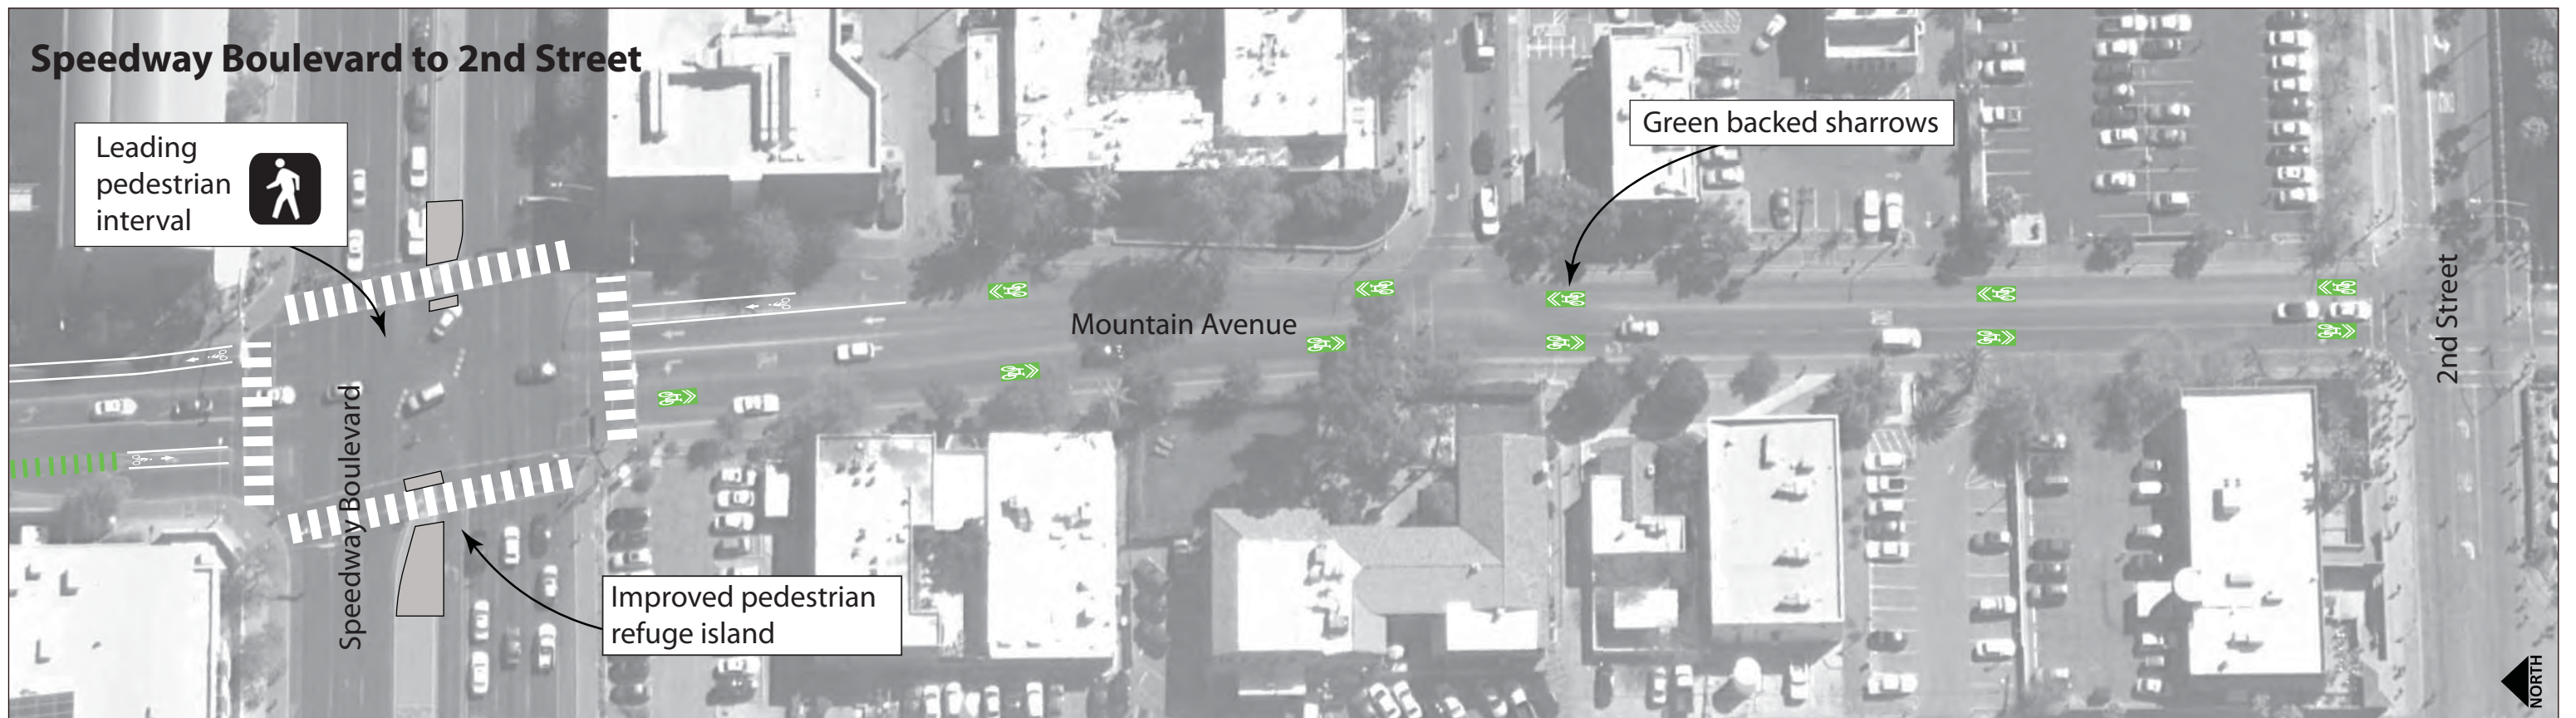 Speedway Boulevard to 2nd Street
Leading
pedestrian
interval
Green backed sharrows
Mountain Avenue
2nd Street
Speedway Boulevard
Improved pedestrian
refuge island
NORTH